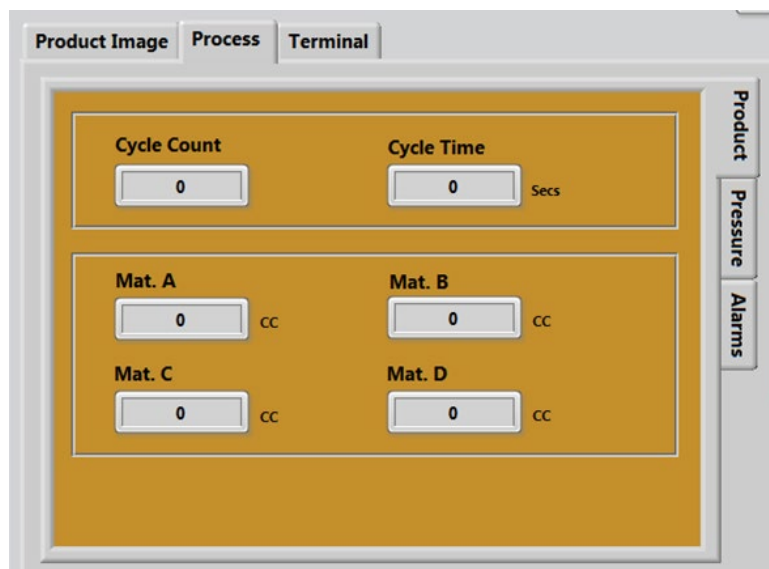 Product Image Process Terminal
Cycle Count Cycle Time
0 0 Secs
Mat. A Mat. B
0 CC 0 CC
Mat. C Mat. D
0 CC 0 CC
Product
Pressure
Alarms